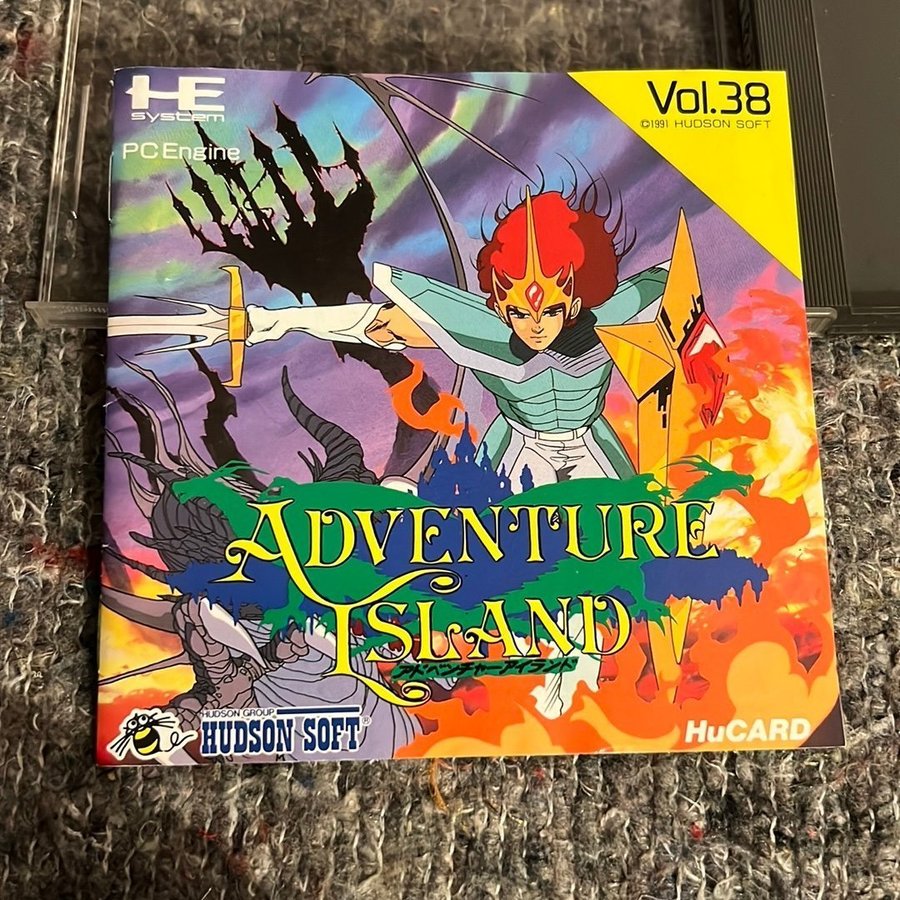 HE
system
PC Engine
Vol.38
©1991 HUDSON SOFT
ADVENTURE
ISLAND
アドベンチャーアイランド
HUDSON GROUP
HUDSON SOFT®
HuCARD